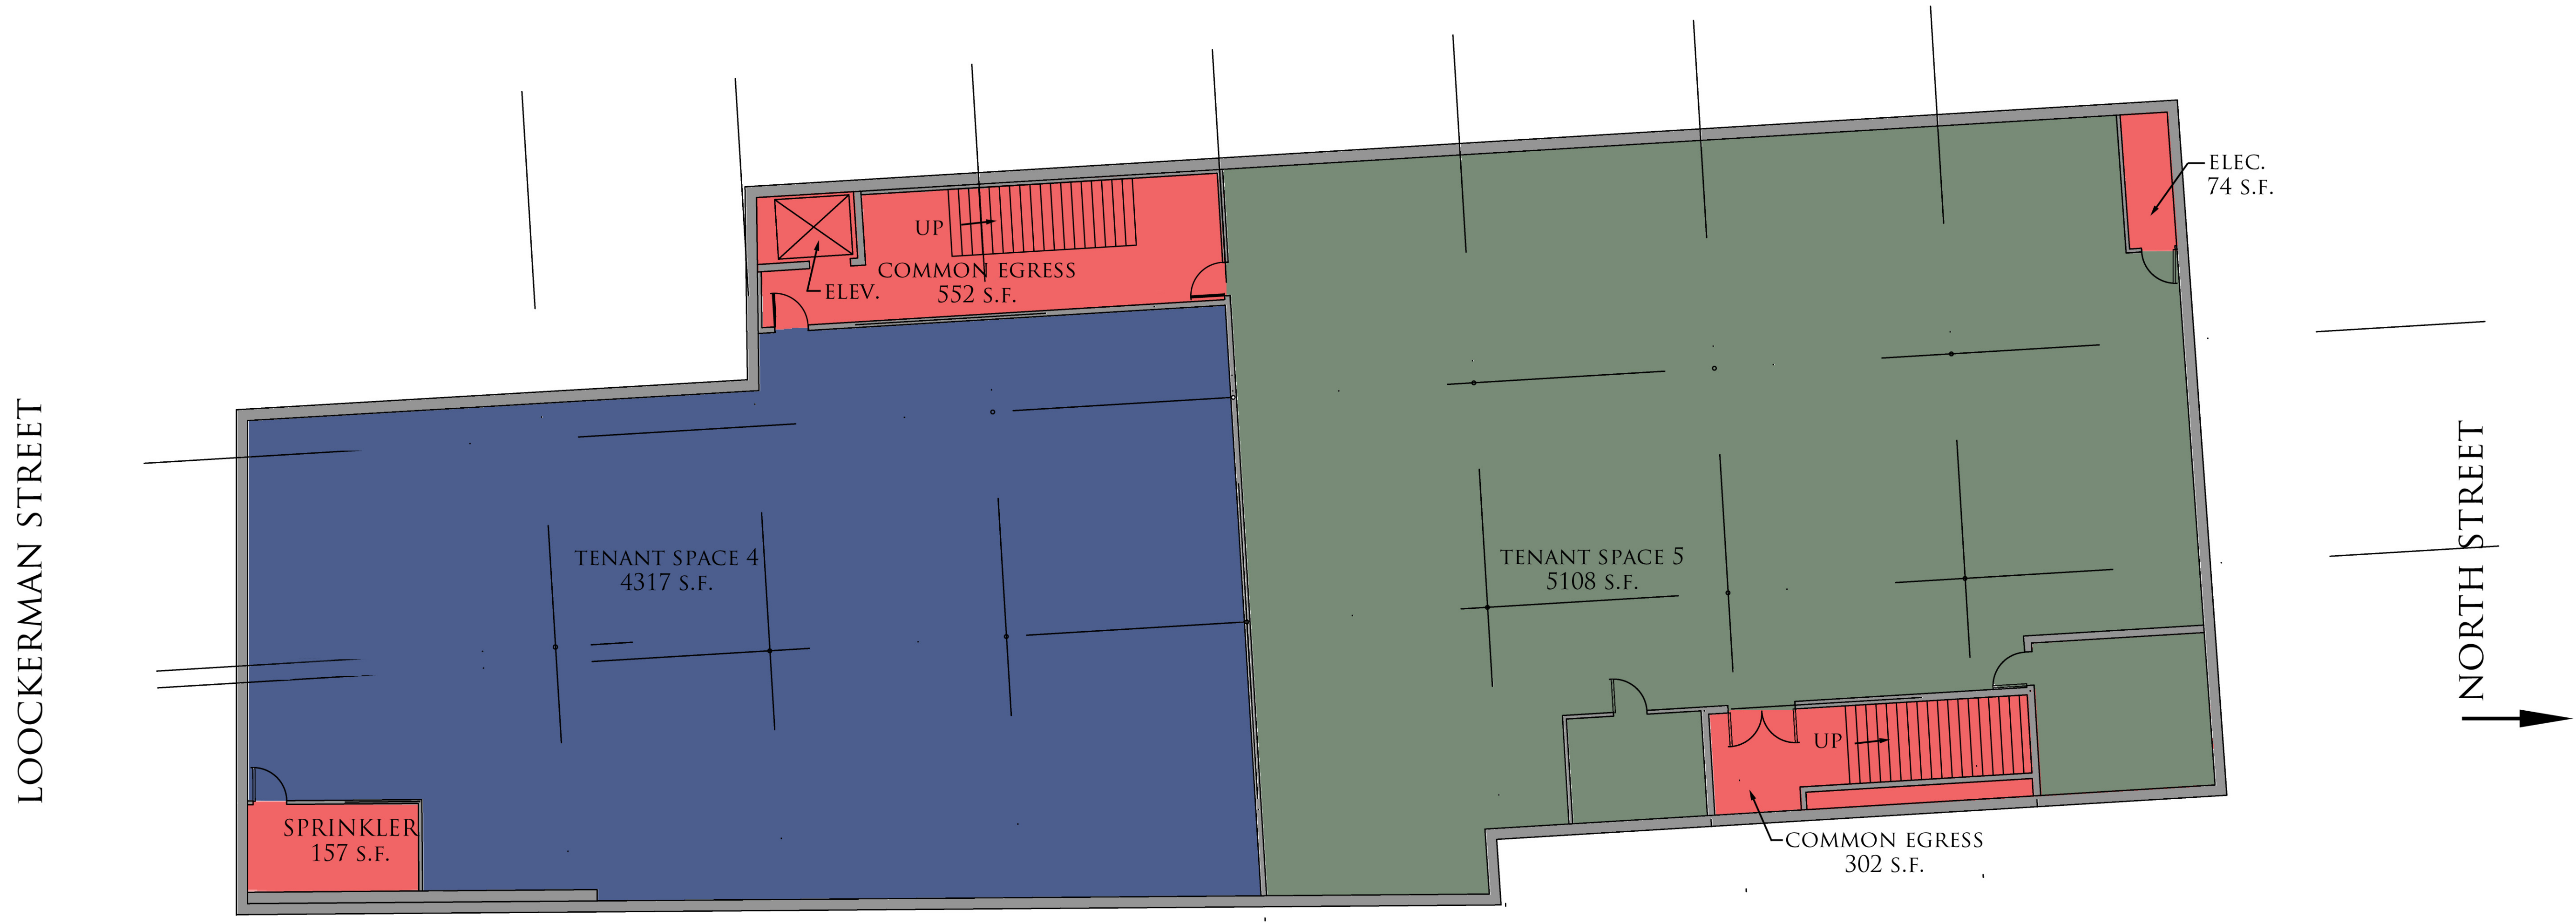 LOOCKERMAN STREET
UP
COMMON EGRESS
552 S.F.
ELEV.
ELEC.
74 S.F.
TENANT SPACE 4
4317 S.F.
TENANT SPACE 5
5108 S.F.
SPRINKLER
157 S.F.
UP
COMMON EGRESS
302 S.F.
NORTH STREET